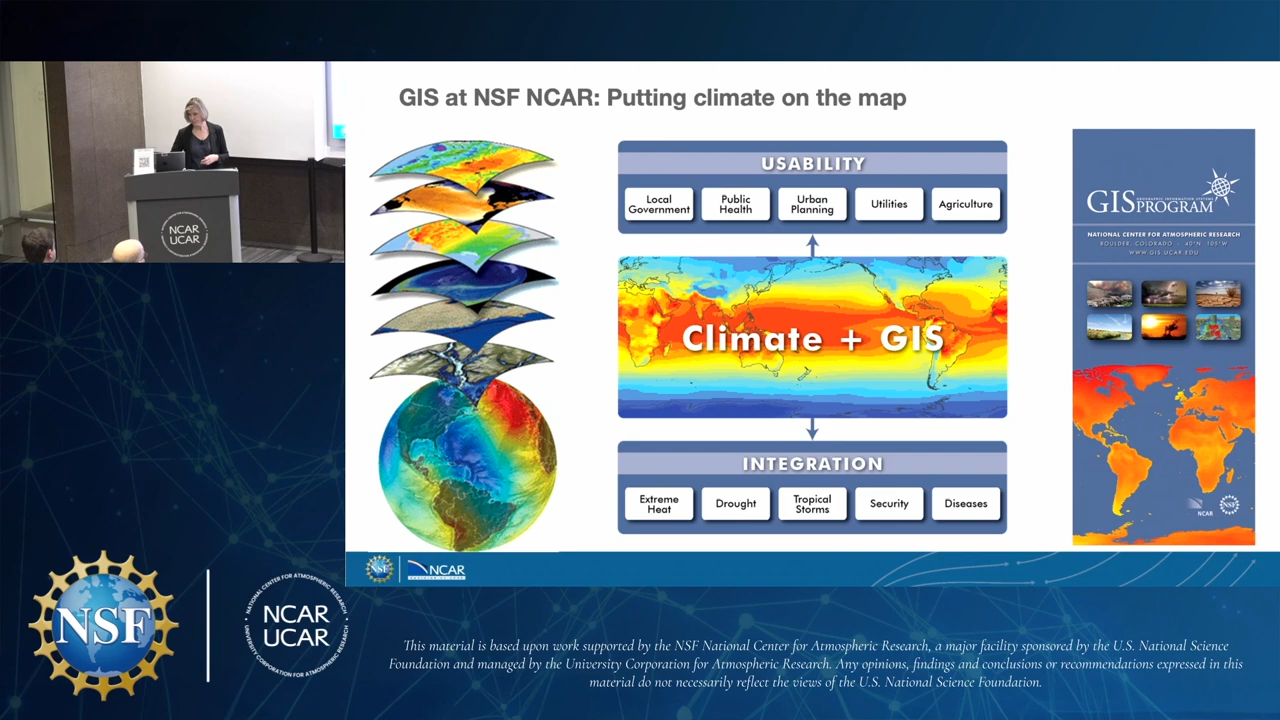 GIS at NSF NCAR: Putting climate on the map
NCAR
UCAR
USABILITY
Local
Government
Public
Health
Urban
Planning
Utilities
Agriculture
Climate + GIS
INTEGRATION
Extreme
Heat
Drought
Tropical
Storms
Security
Diseases
GEOGRAPHIC INFORMATION SYSTEMS
GIS PROGRAM
NATIONAL CENTER FOR ATMOSPHERIC RESEARCH
BOULDER, COLORADO · 40°N, 105°W
WWW.GIS.UCAR.EDU
NCAR
NSF
NSF
NCAR
NSF
NATIONAL CENTER FOR ATMOSPHERIC RESEARCH
NCAR
UCAR
UNIVERSITY CORPORATION FOR ATMOSPHERIC RESEARCH
This material is based upon work supported by the NSF National Center for Atmospheric Research, a major facility sponsored by the U.S. National Science
Foundation and managed by the University Corporation for Atmospheric Research. Any opinions, findings and conclusions or recommendations expressed in this
material do not necessarily reflect the views of the U.S. National Science Foundation.